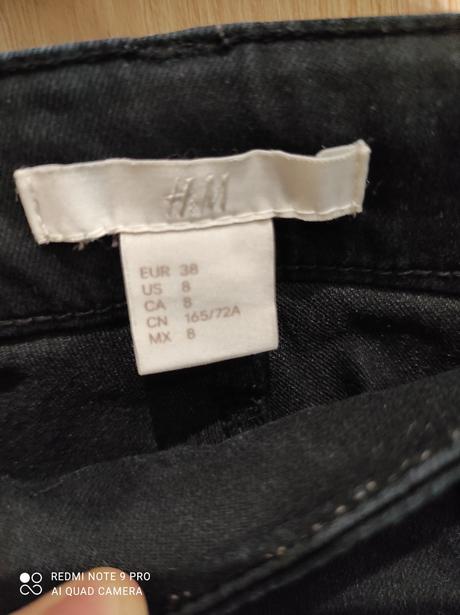 H&M
EUR 38
US 8
CA 8
CN 165/72A
MX 8
REDMI NOTE 9 PRO
AI QUAD CAMERA